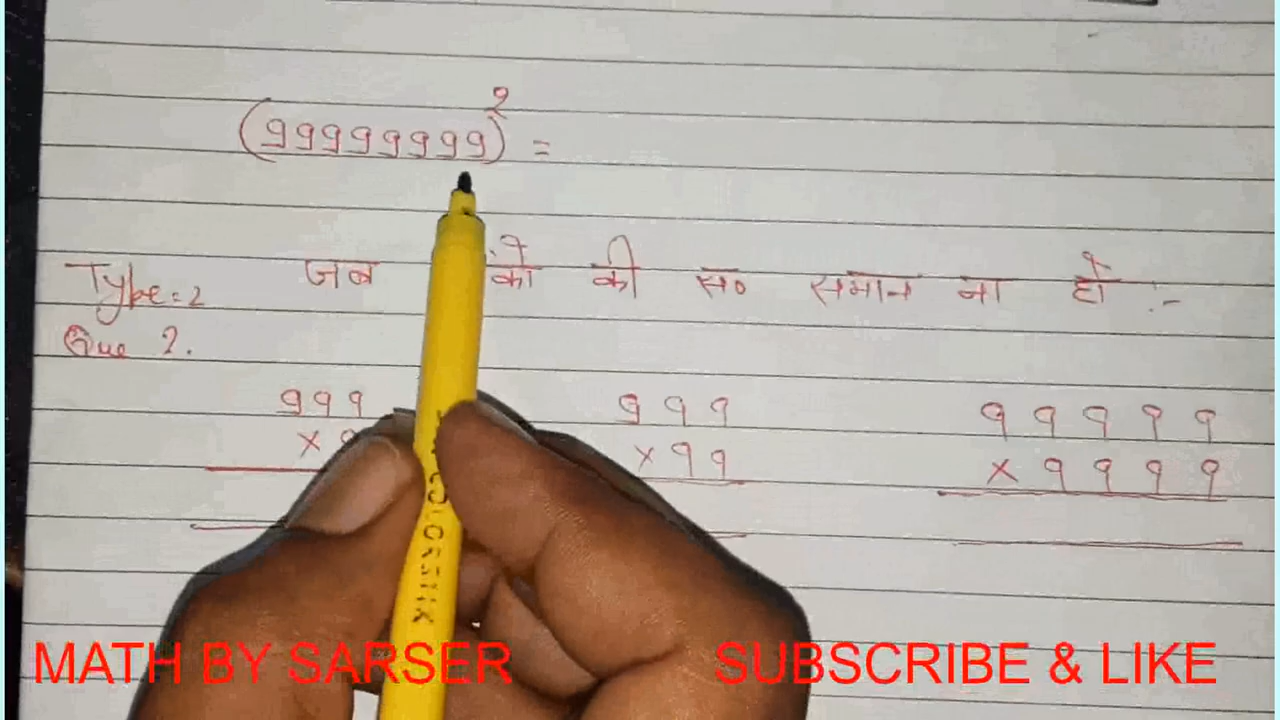 (99999999)² =
Type=2 जब को की स० समान ना हो :-
Que 2.
999 999 99999
× 9 × 99 × 9999
MATH BY SARSER SUBSCRIBE & LIKE